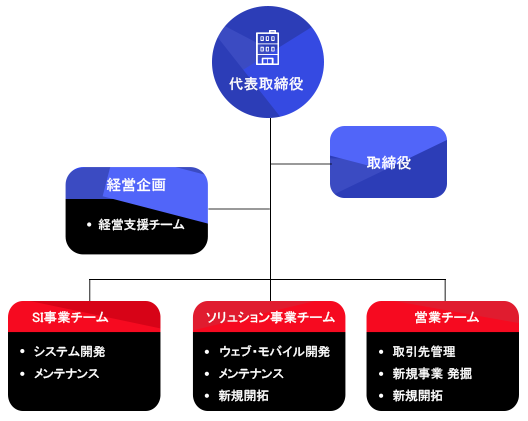 代表取締役
取締役
経営企画
• 経営支援チーム
SI事業チーム
• システム開発
• メンテナンス
ソリュション事業チーム
• ウェブ・モバイル開発
• メンテナンス
• 新規開拓
営業チーム
• 取引先管理
• 新規事業 発掘
• 新規開拓